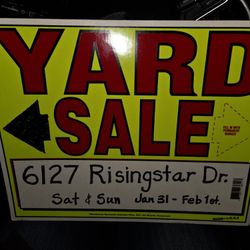 YARD
SALE
6127 Risingstar Dr.
Sat & Sun Jan 31 - Feb 1st.